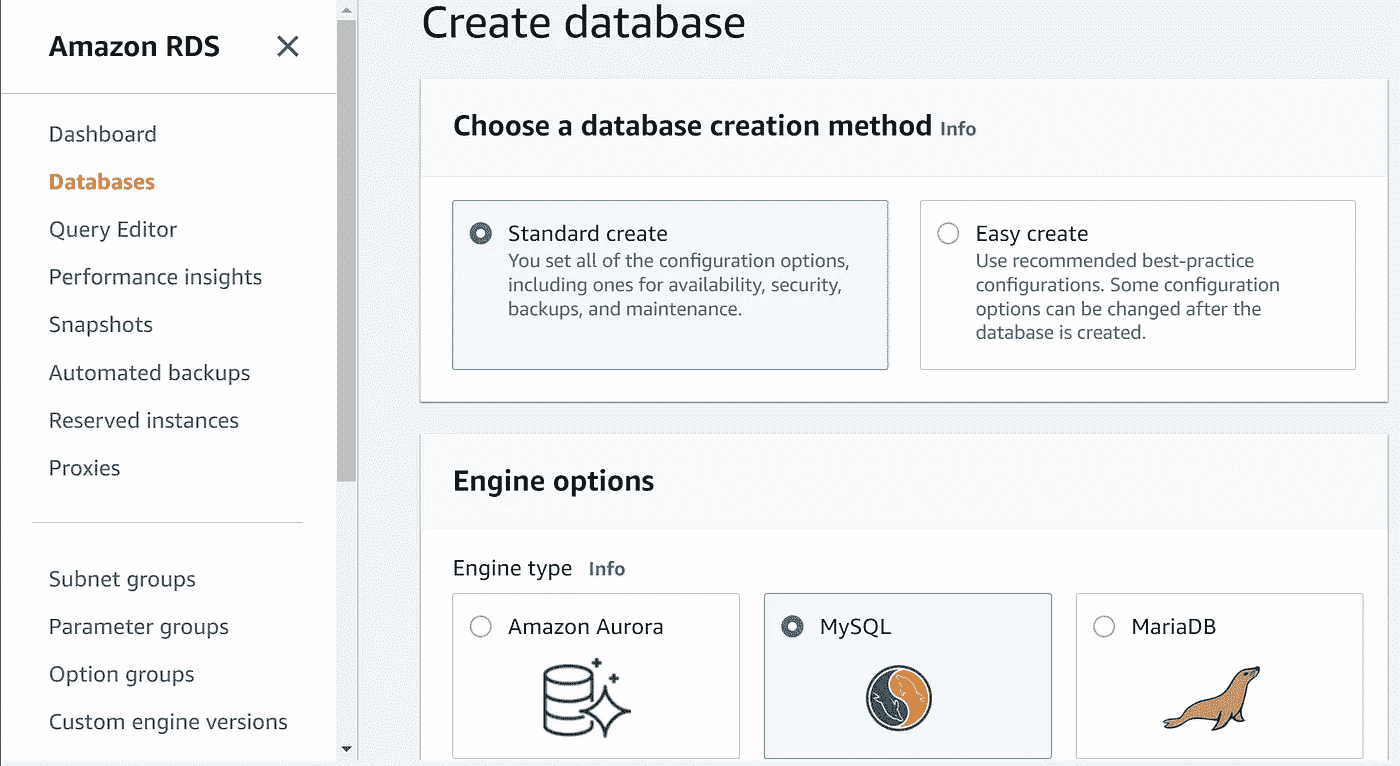 Amazon RDS
Dashboard
Databases
Query Editor
Performance insights
Snapshots
Automated backups
Reserved instances
Proxies
Subnet groups
Parameter groups
Option groups
Custom engine versions
Create database
Choose a database creation method Info
Standard create
You set all of the configuration options,
including ones for availability, security,
backups, and maintenance.
Easy create
Use recommended best-practice
configurations. Some configuration
options can be changed after the
database is created.
Engine options
Engine type Info
Amazon Aurora
MySQL
MariaDB